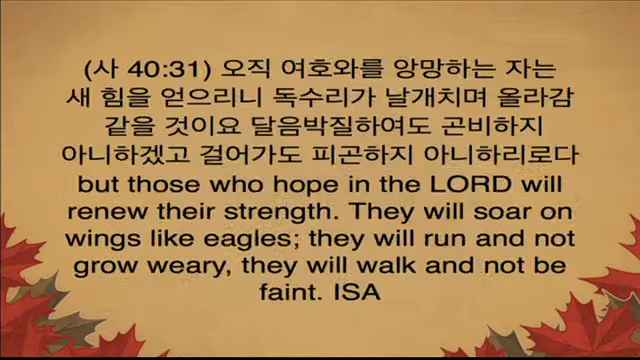 (사 40:31) 오직 여호와를 앙망하는 자는
새 힘을 얻으리니 독수리가 날개치며 올라감
같을 것이요 달음박질하여도 곤비하지
아니하겠고 걸어가도 피곤하지 아니하리로다
but those who hope in the LORD will
renew their strength. They will soar on
wings like eagles; they will run and not
grow weary, they will walk and not be
faint. ISA